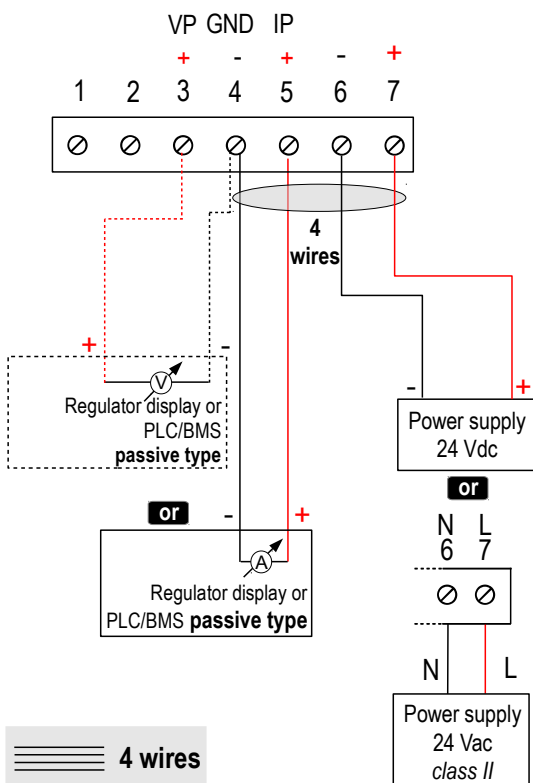 VP GND IP
+ - + - +
1 2 3 4 5 6 7
4
wires
+ -
V
Regulator display or
PLC/BMS
passive type
- +
Power supply
24 Vdc
or
or
- +
A
Regulator display or
PLC/BMS passive type
N L
6 7
N L
Power supply
24 Vac
class II
4 wires